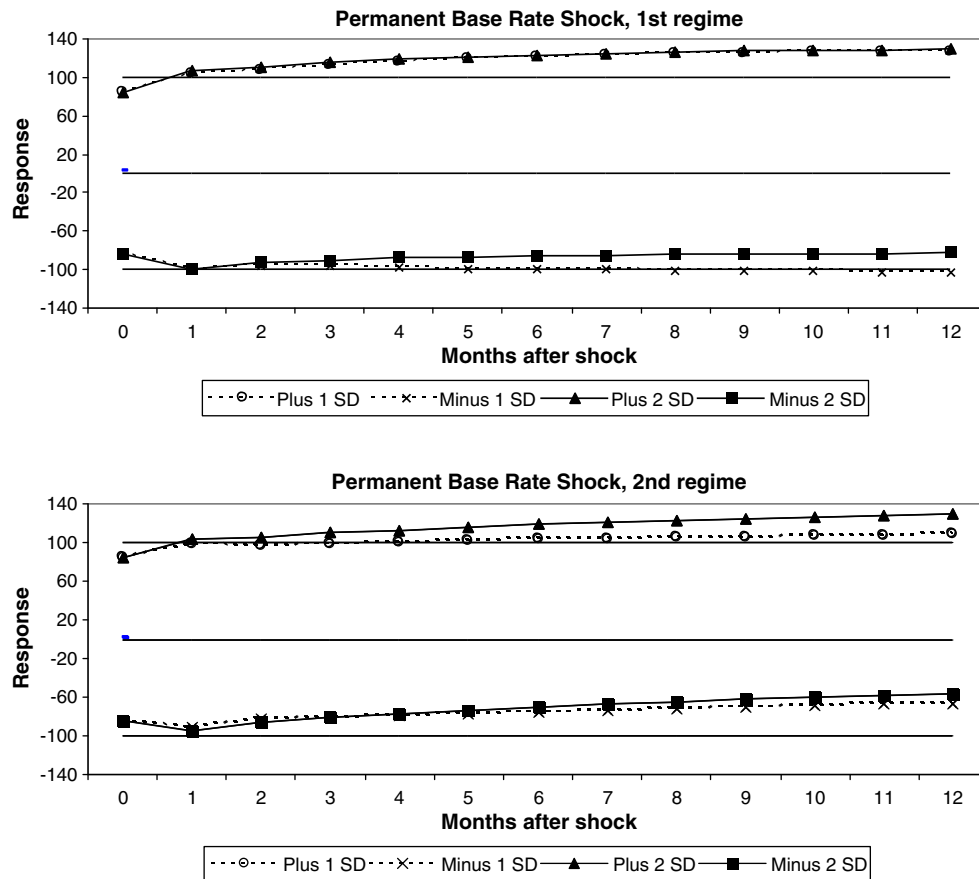 Permanent Base Rate Shock, 1st regime
140
100
60
20
-20
-60
-100
-140
Response
0 1 2 3 4 5 6 7 8 9 10 11 12
Months after shock
Plus 1 SD Minus 1 SD Plus 2 SD Minus 2 SD
Permanent Base Rate Shock, 2nd regime
140
100
60
20
-20
-60
-100
-140
Response
0 1 2 3 4 5 6 7 8 9 10 11 12
Months after shock
Plus 1 SD Minus 1 SD Plus 2 SD Minus 2 SD